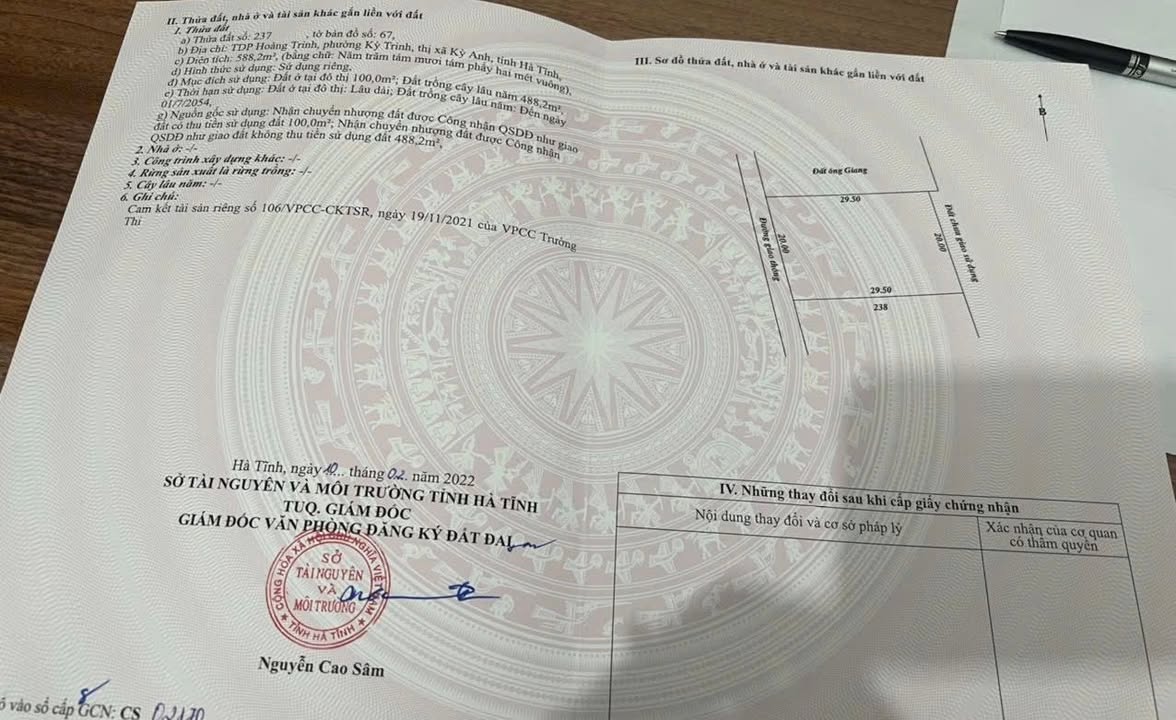 II. Thửa đất, nhà ở và tài sản khác gắn liền với đất
1. Thửa đất
a) Thửa đất số: 237 , tờ bản đồ số: 67,
b) Địa chỉ: TDP Hoàng Trinh, phường Kỳ Trinh, thị xã Kỳ Anh, tỉnh Hà Tĩnh,
c) Diện tích: 588,2m², (bằng chữ: Năm trăm tám mươi tám phẩy hai mét vuông),
d) Hình thức sử dụng: Sử dụng riêng,
đ) Mục đích sử dụng: Đất ở tại đô thị 100,0m²; Đất trồng cây lâu năm 488,2m²,
e) Thời hạn sử dụng: Đất ở tại đô thị: Lâu dài; Đất trồng cây lâu năm: Đến ngày
01/7/2054,
g) Nguồn gốc sử dụng: Nhận chuyển nhượng đất được Công nhận QSDĐ như giao
đất có thu tiền sử dụng đất 100,0m²; Nhận chuyển nhượng đất được Công nhận
QSDĐ như giao đất không thu tiền sử dụng đất 488,2m²,
2. Nhà ở: -/-
3. Công trình xây dựng khác: -/-
4. Rừng sản xuất là rừng trồng: -/-
5. Cây lâu năm: -/-
6. Ghi chú:
Cam kết tài sản riêng số 106/VPCC-CKTSR, ngày 19/11/2021 của VPCC Trường
Thi
Hà Tĩnh, ngày 10... tháng 02. năm 2022
SỞ TÀI NGUYÊN VÀ MÔI TRƯỜNG TỈNH HÀ TĨNH
TUQ. GIÁM ĐỐC
GIÁM ĐỐC VĂN PHÒNG ĐĂNG KÝ ĐẤT ĐAI
CỘNG HÒA XÃ HỘI CHỦ NGHĨA VIỆT NAM
SỞ
TÀI NGUYÊN
VÀ
MÔI TRƯỜNG
★ TỈNH HÀ TĨNH ★
Nguyễn Cao Sâm
vào sổ cấp GCN: CS 02170
III. Sơ đồ thửa đất, nhà ở và tài sản khác gắn liền với đất
B
Đất ông Giang
29.50
Đường giao thông
20.00
20.00
Đất chưa giao sử dụng
29.50
238
IV. Những thay đổi sau khi cấp giấy chứng nhận
Nội dung thay đổi và cơ sở pháp lý
Xác nhận của cơ quan
có thẩm quyền